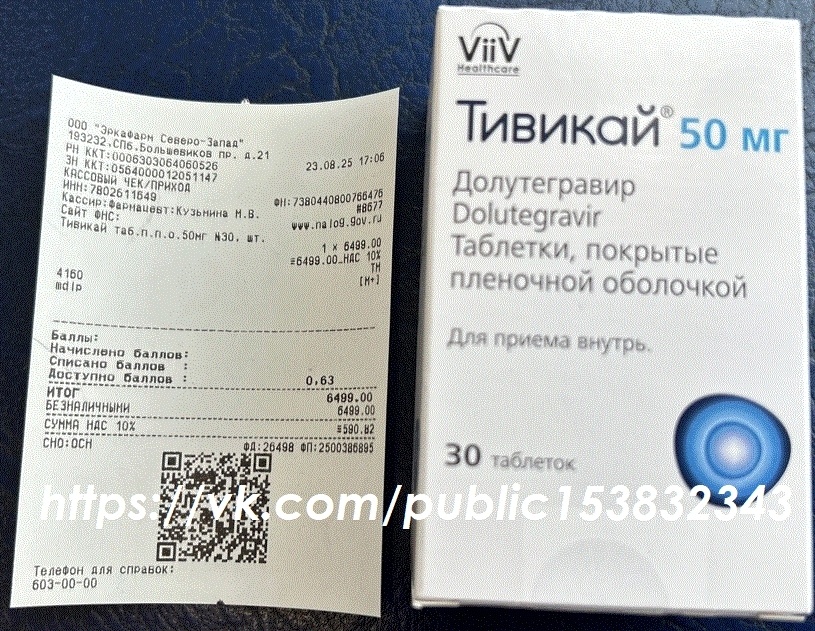 ООО "ЭркаФарм Северо-Запад"
193232,СПб.Большевиков пр. д.21
РН ККТ:0006303064060526 23.08.25 17:06
ЗН ККТ:0564000012051147
КАССОВЫЙ ЧЕК/ПРИХОД
ИНН:7802611649 ФН:7380440800766476
Кассир:Фармацевт:Кузьмина М.В. #8677
Сайт ФНС: www.nalog.gov.ru
Тивикай таб.п.п.о.50мг N30, шт.
1 x 6499.00
=6499.00_НДС 10%
4160 ТМ
mdlp [M+]
Баллы:
Начислено баллов:
Списано баллов :
Доступно баллов : 0,63
ИТОГ 6499.00
БЕЗНАЛИЧНЫМИ 6499.00
СУММА НДС 10% =590.82
СНО:ОСН ФД:26498 ФП:2500386895
Телефон для справок:
603-00-00
ViiV
Healthcare
Тивикай® 50 мг
Долутегравир
Dolutegravir
Таблетки, покрытые
пленочной оболочкой
Для приема внутрь.
30 таблеток
https://vk.com/public153832343